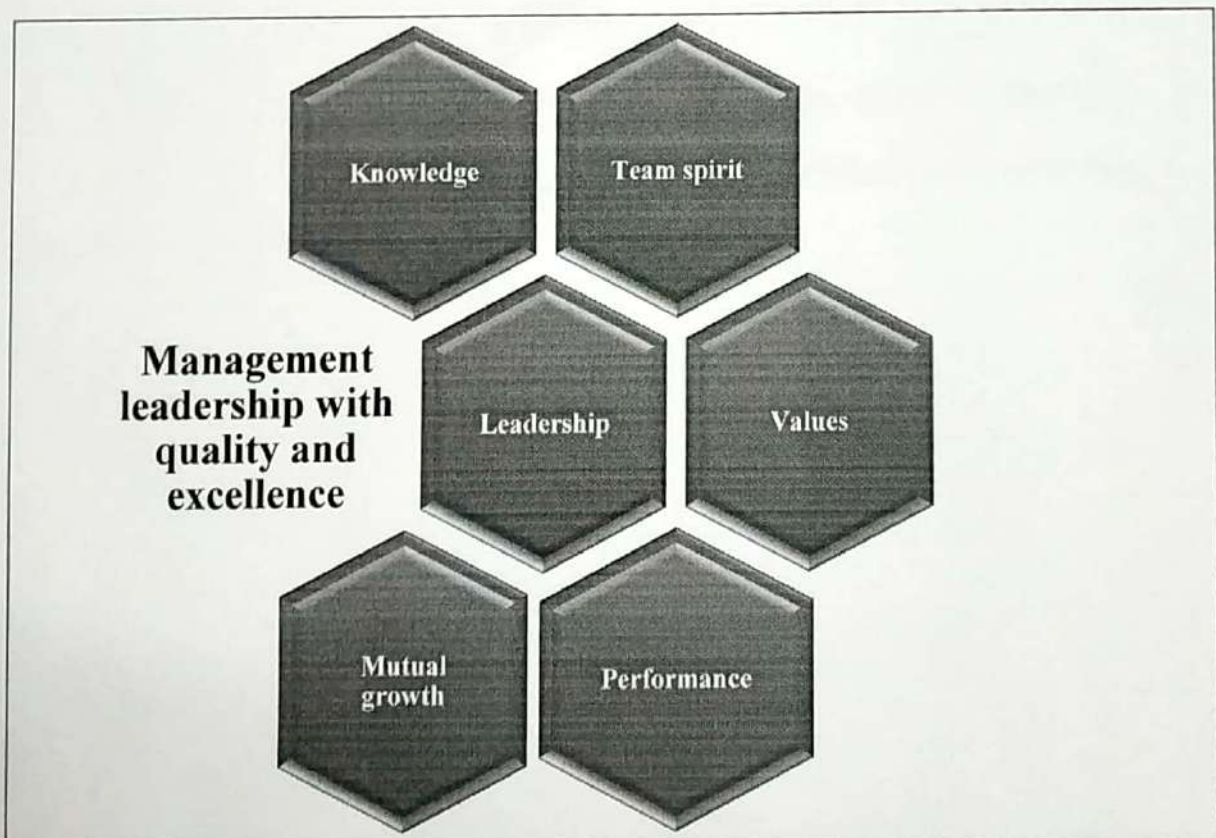 Knowledge
Team spirit
Management
leadership with
quality and
excellence
Leadership
Values
Mutual
growth
Performance